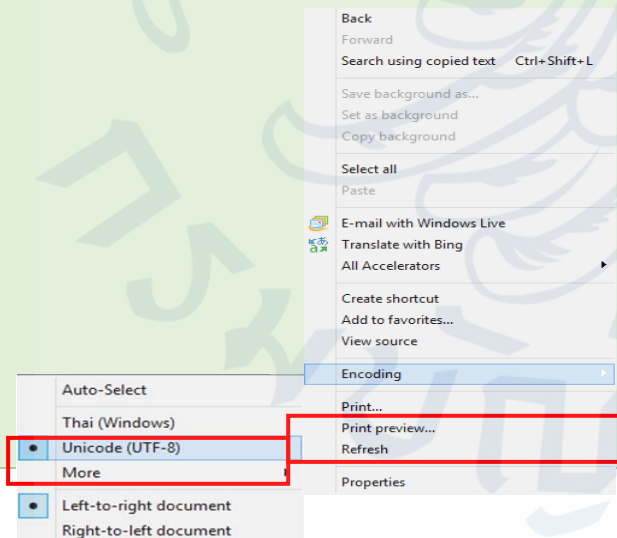 Back
Forward
Search using copied text Ctrl+Shift+L
Save background as...
Set as background
Copy background
Select all
Paste
E-mail with Windows Live
Translate with Bing
All Accelerators
Create shortcut
Add to favorites...
View source
Encoding
Print...
Print preview...
Refresh
Properties
Auto-Select
Thai (Windows)
Unicode (UTF-8)
More
Left-to-right document
Right-to-left document